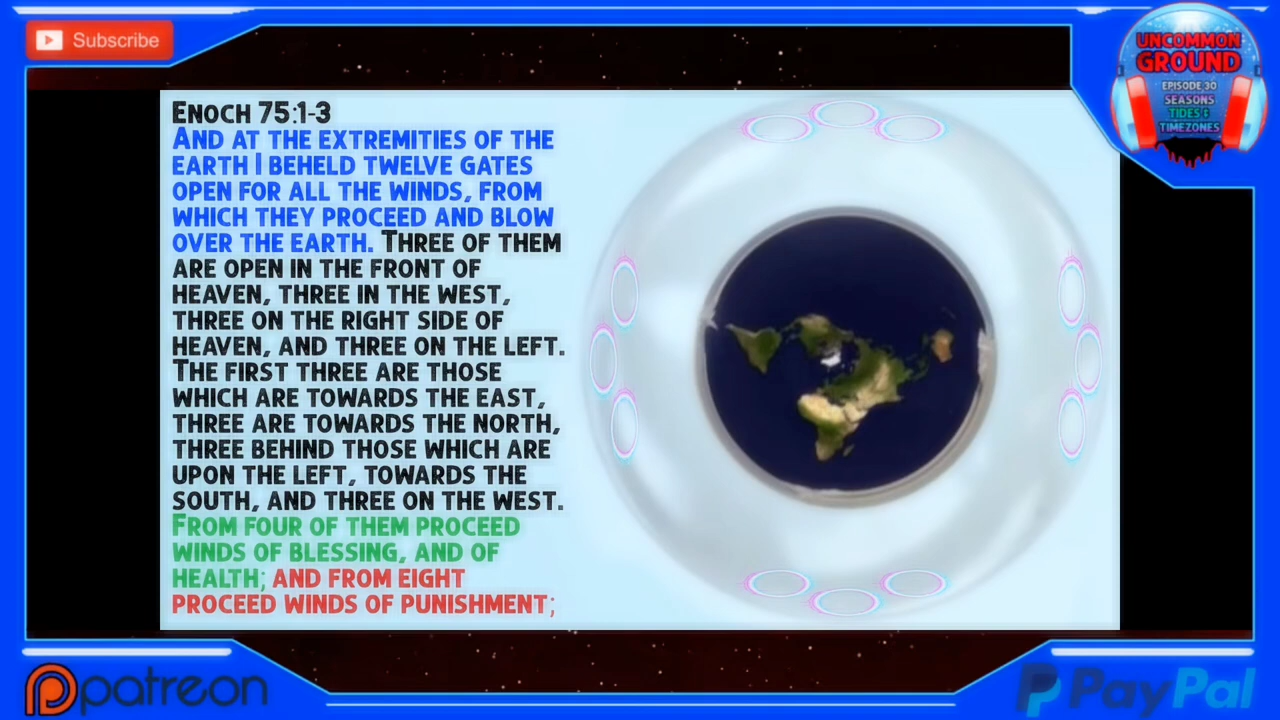 Subscribe
UNCOMMON
GROUND
EPISODE 30
SEASONS
TIDES &
TIMEZONES
ENOCH 75:1-3
AND AT THE EXTREMITIES OF THE
EARTH I BEHELD TWELVE GATES
OPEN FOR ALL THE WINDS, FROM
WHICH THEY PROCEED AND BLOW
OVER THE EARTH. THREE OF THEM
ARE OPEN IN THE FRONT OF
HEAVEN, THREE IN THE WEST,
THREE ON THE RIGHT SIDE OF
HEAVEN, AND THREE ON THE LEFT.
THE FIRST THREE ARE THOSE
WHICH ARE TOWARDS THE EAST,
THREE ARE TOWARDS THE NORTH,
THREE BEHIND THOSE WHICH ARE
UPON THE LEFT, TOWARDS THE
SOUTH, AND THREE ON THE WEST.
FROM FOUR OF THEM PROCEED
WINDS OF BLESSING, AND OF
HEALTH; AND FROM EIGHT
PROCEED WINDS OF PUNISHMENT;
patreon
PayPal